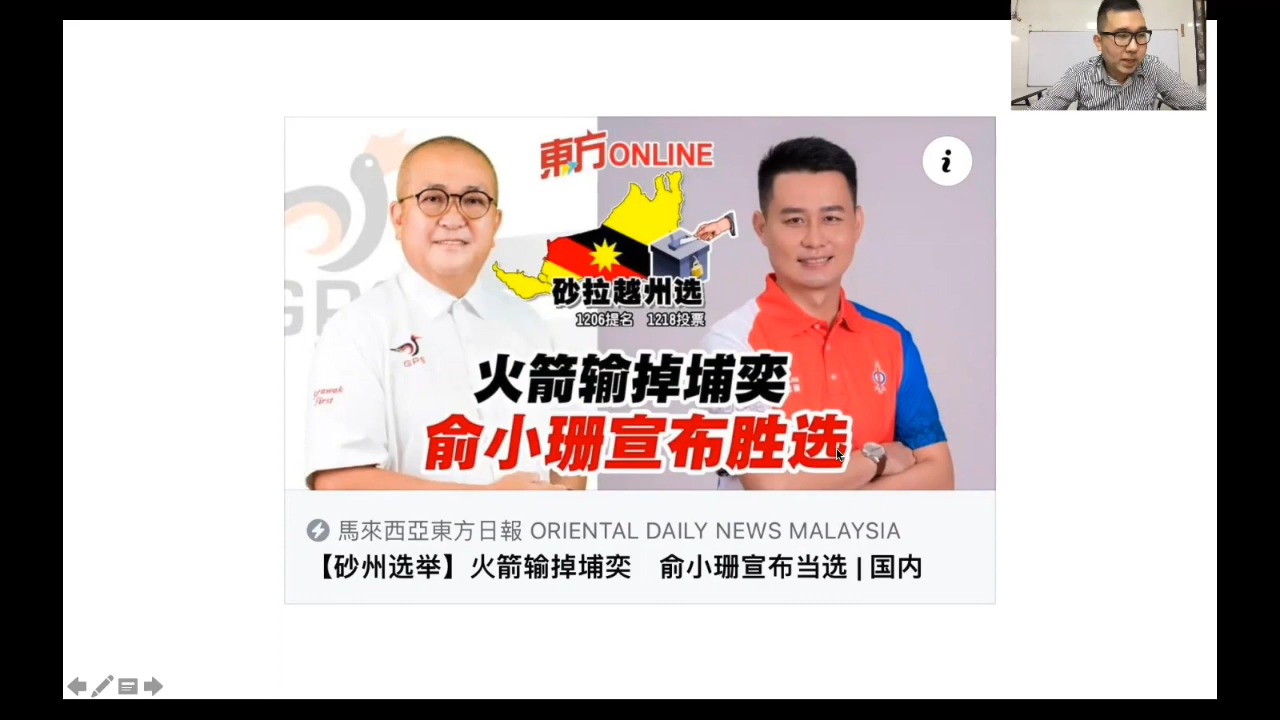 東方ONLINE
砂拉越州选
1206提名 1218投票
GPS
GPS
Sarawak
First
火箭输掉埔奕
俞小珊宣布胜选
馬來西亞東方日報 ORIENTAL DAILY NEWS MALAYSIA
【砂州选举】火箭输掉埔奕 俞小珊宣布当选 | 国内